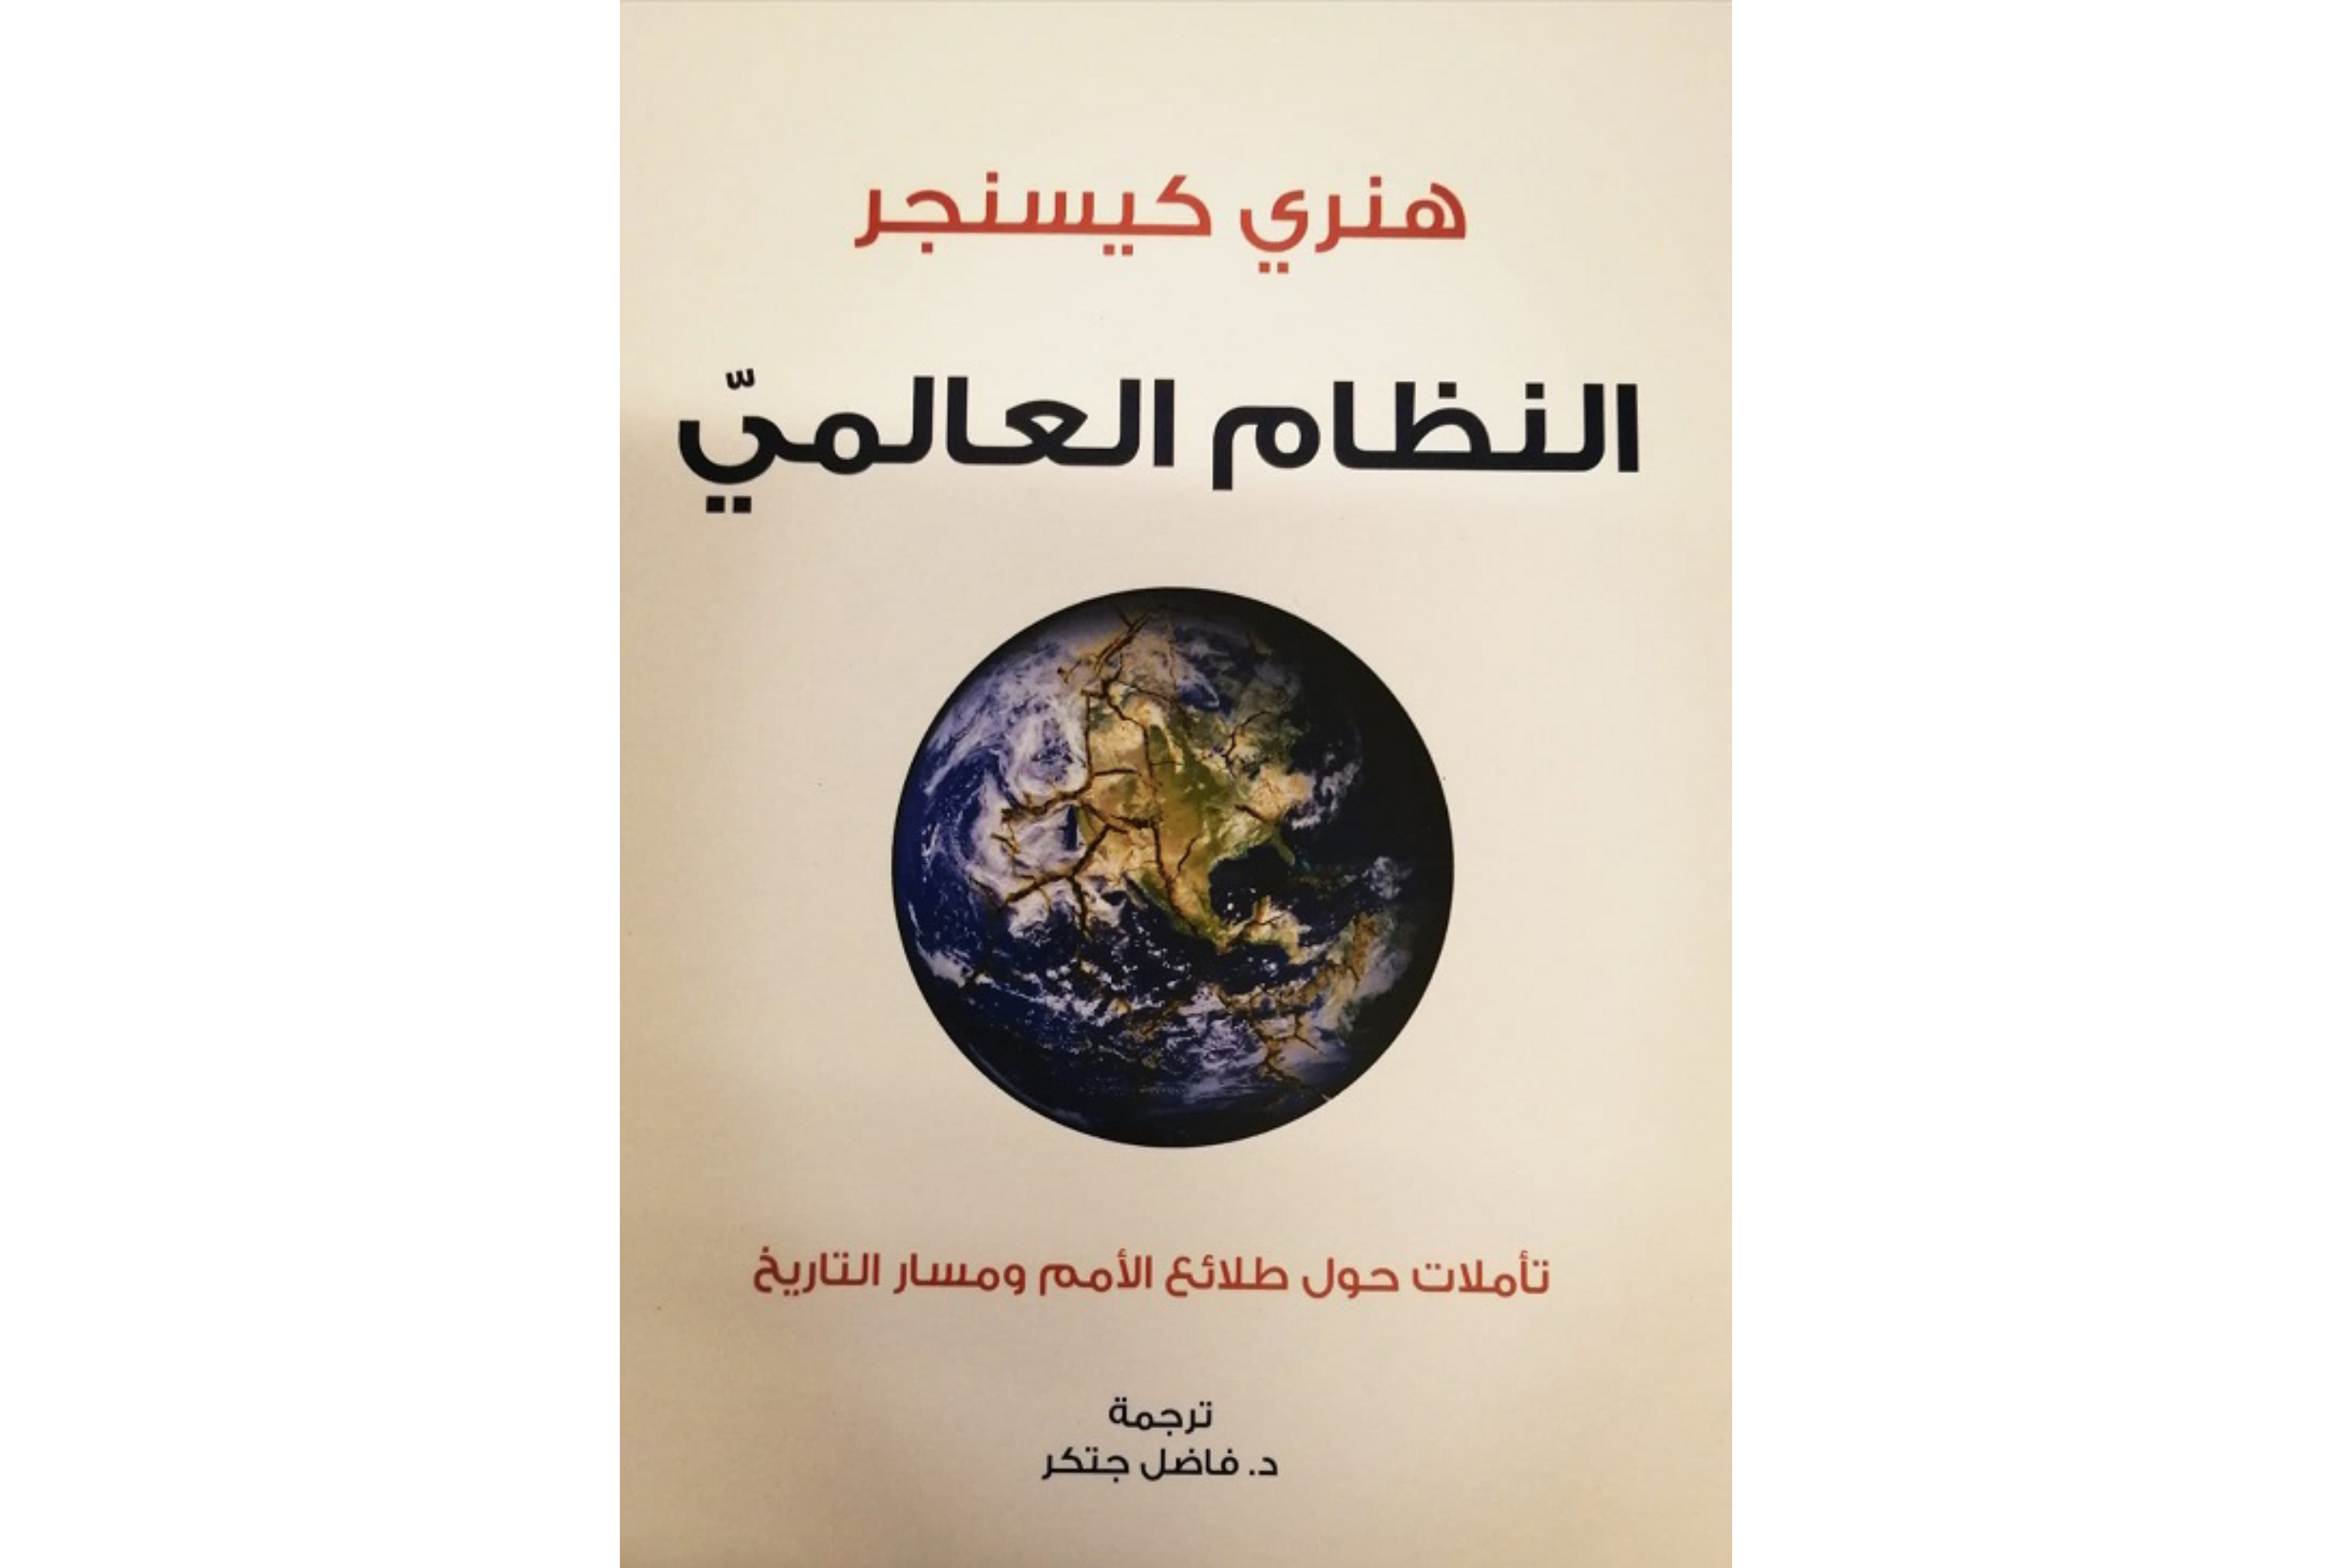 هنري كيسنجر
النظام العالميّ
تأملات حول طلائع الأمم ومسار التاريخ
ترجمة
د. فاضل جتكر